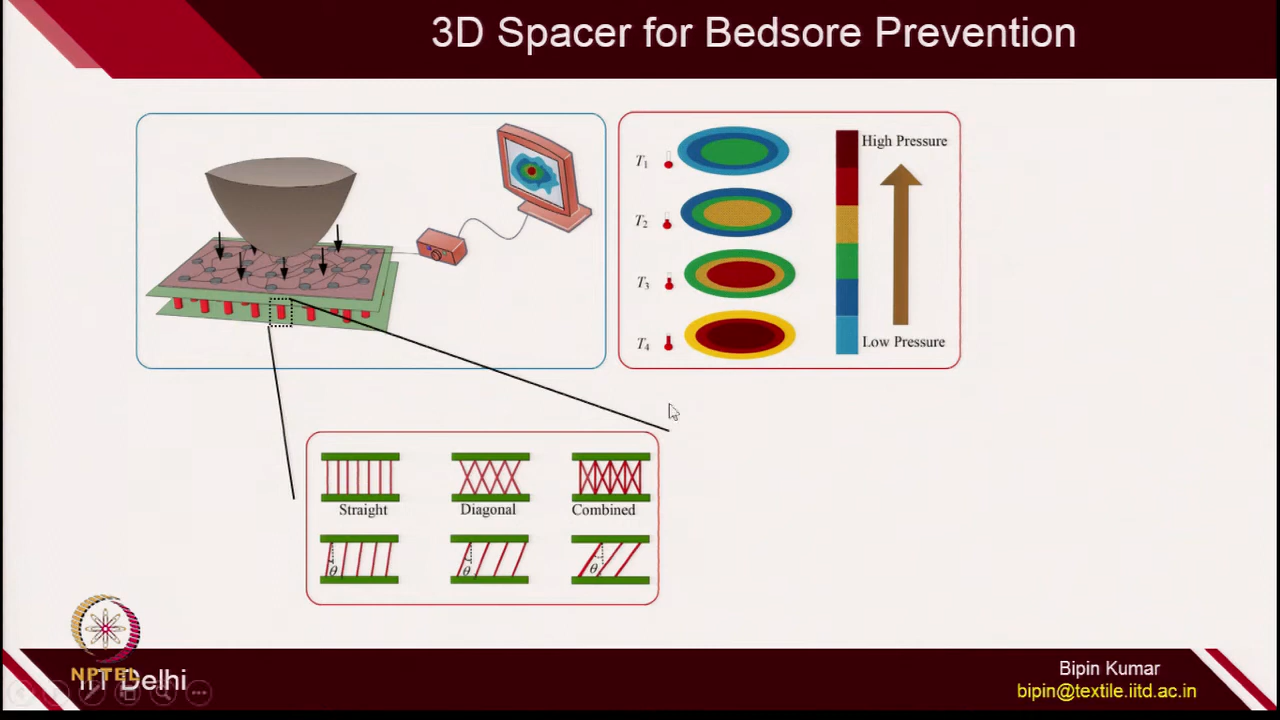 3D Spacer for Bedsore Prevention
T1
T2
T3
T4
High Pressure
Low Pressure
Straight
Diagonal
Combined
θ
θ
θ
NPTEL
IIT Delhi
Bipin Kumar
bipin@textile.iitd.ac.in